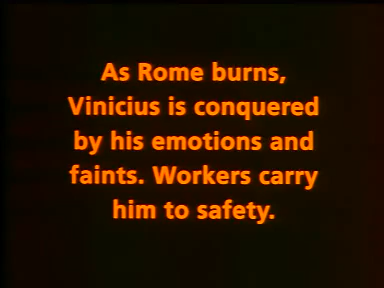 As Rome burns,
Vinicius is conquered
by his emotions and
faints. Workers carry
him to safety.